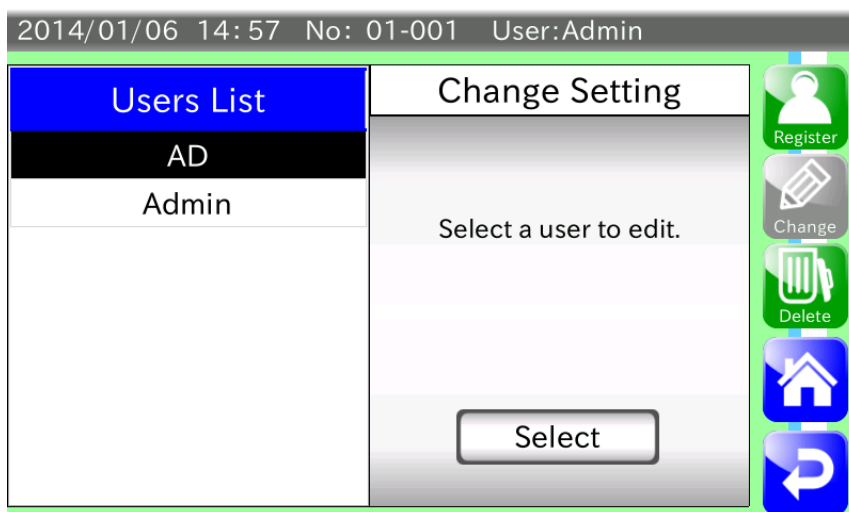 2014/01/06 14:57 No: 01-001 User:Admin
Users List
AD
Admin
Change Setting
Select a user to edit.
Select
Register
Change
Delete